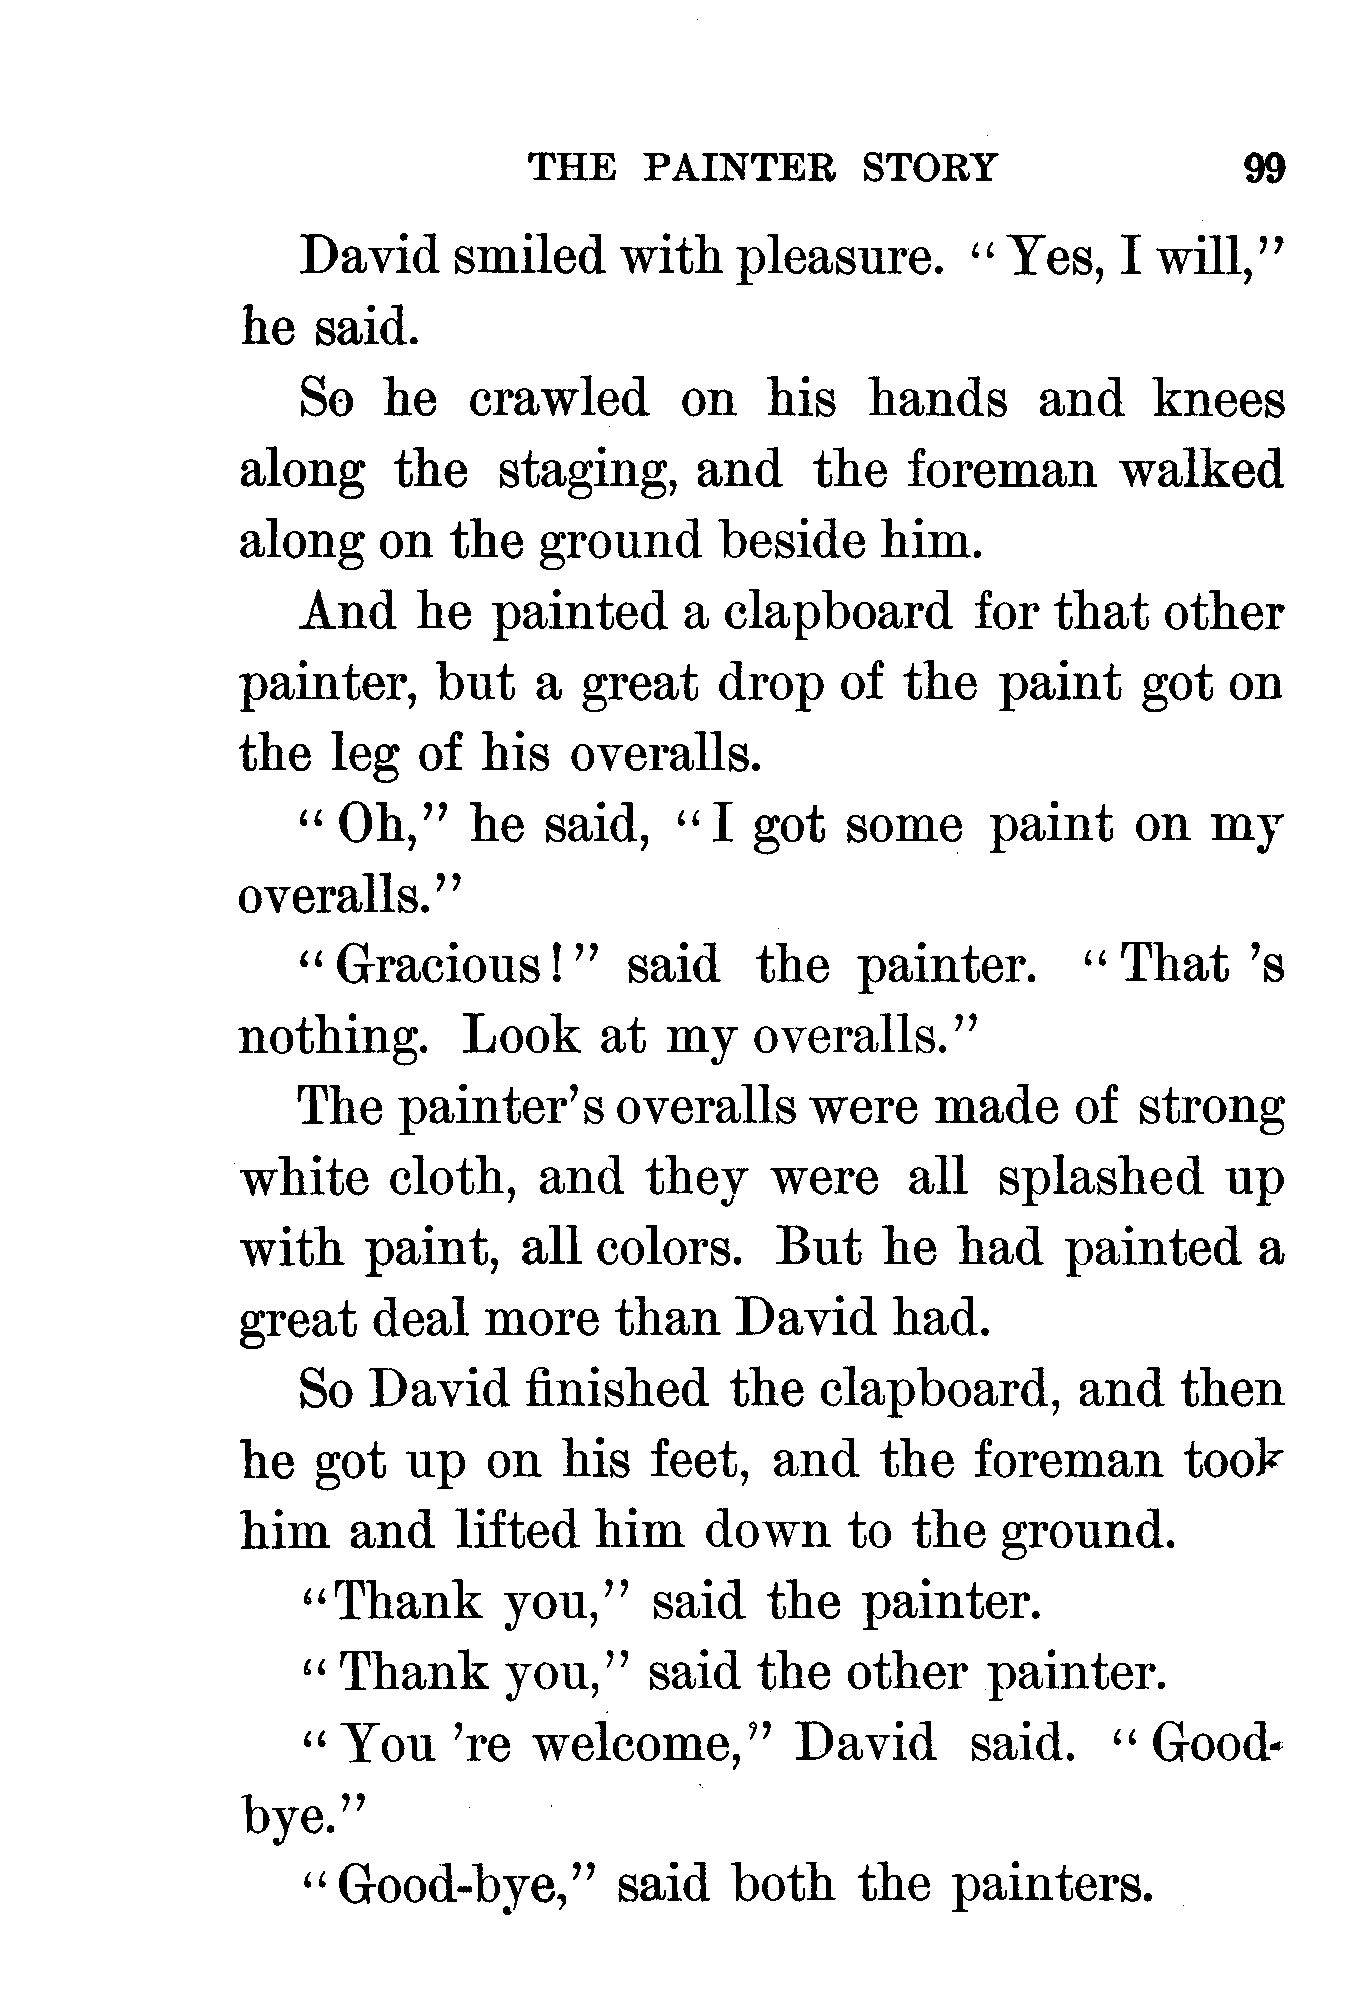 THE PAINTER STORY 99
David smiled with pleasure. “Yes, I will,”
he said.
So he crawled on his hands and knees
along the staging, and the foreman walked
along on the ground beside him.
And he painted a clapboard for that other
painter, but a great drop of the paint got on
the leg of his overalls.
“Oh,” he said, “I got some paint on my
overalls.”
“Gracious!” said the painter. “That 's
nothing. Look at my overalls.”
The painter's overalls were made of strong
white cloth, and they were all splashed up
with paint, all colors. But he had painted a
great deal more than David had.
So David finished the clapboard, and then
he got up on his feet, and the foreman took
him and lifted him down to the ground.
“Thank you,” said the painter.
“Thank you,” said the other painter.
“You 're welcome,” David said. “Good-
bye.”
“Good-bye,” said both the painters.